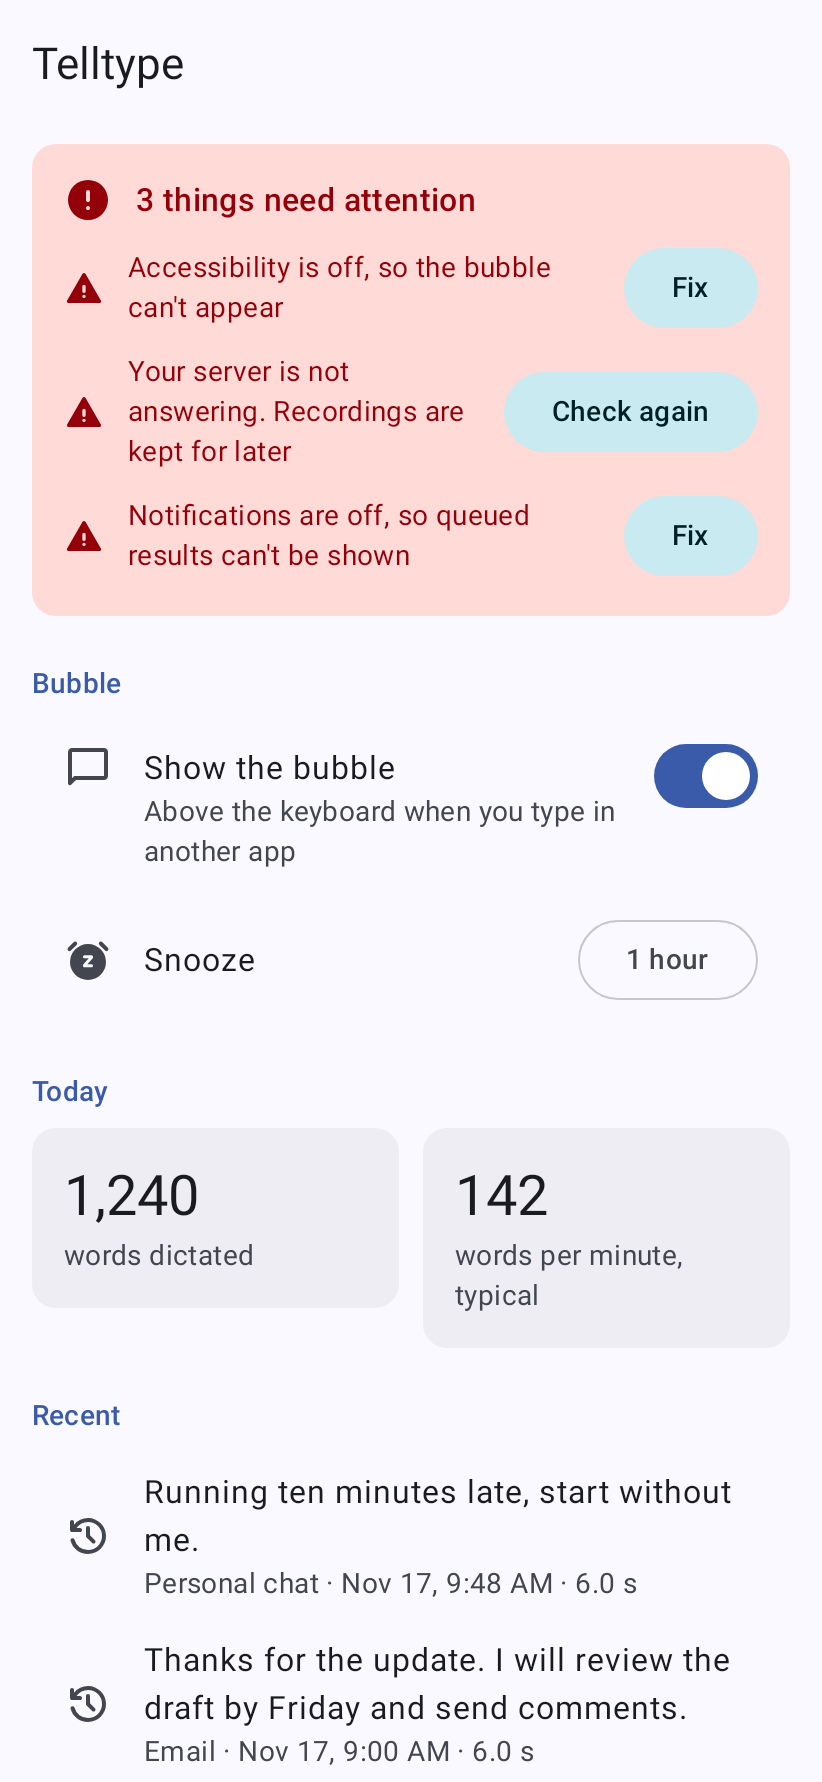 Telltype
3 things need attention
Accessibility is off, so the bubble
can't appear
Fix
Your server is not
answering. Recordings are
kept for later
Check again
Notifications are off, so queued
results can't be shown
Fix
Bubble
Show the bubble
Above the keyboard when you type in
another app
Snooze
1 hour
Today
1,240
words dictated
142
words per minute,
typical
Recent
Running ten minutes late, start without
me.
Personal chat · Nov 17, 9:48 AM · 6.0 s
Thanks for the update. I will review the
draft by Friday and send comments.
Email · Nov 17, 9:00 AM · 6.0 s